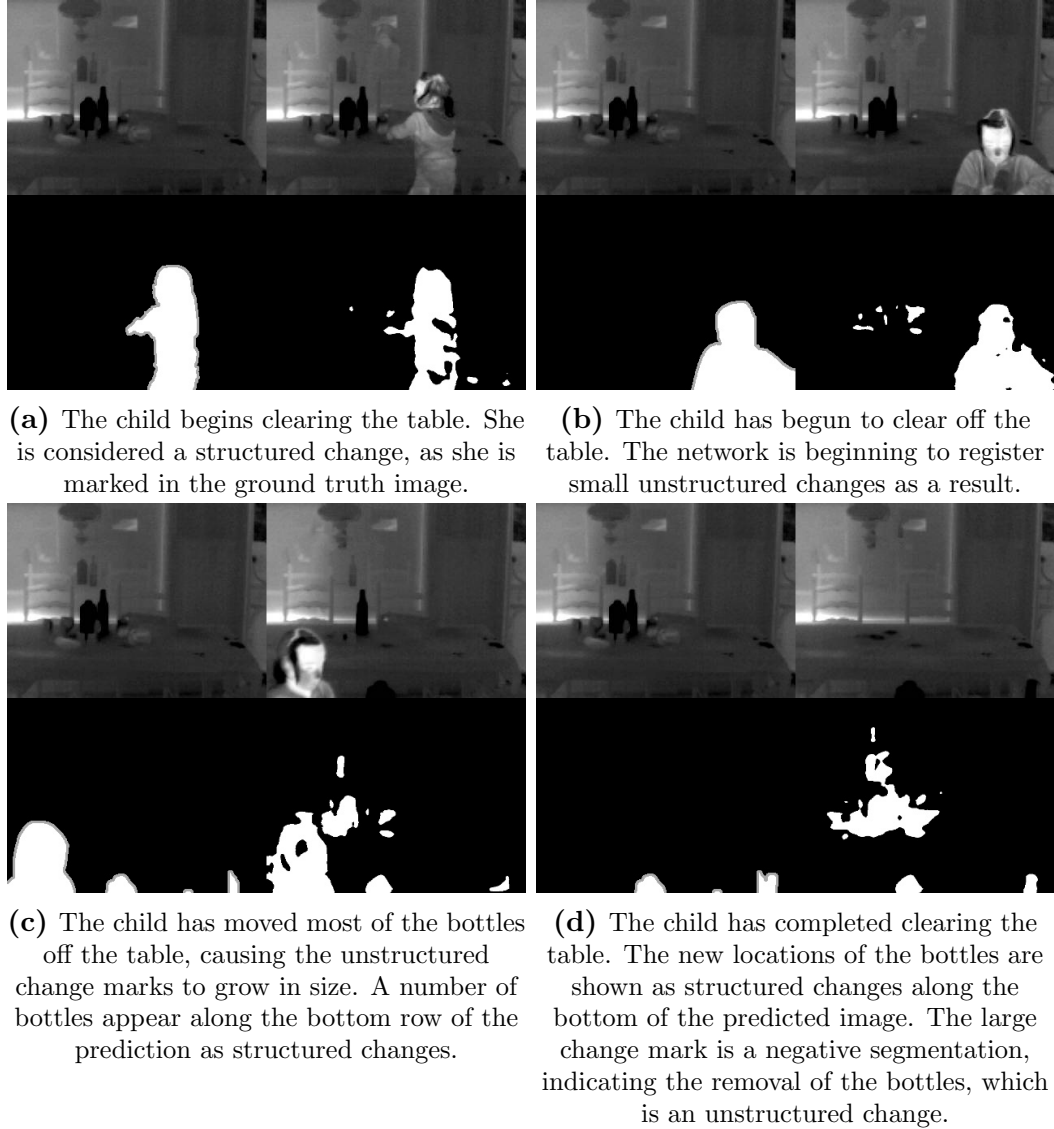 (a) The child begins clearing the table. She
is considered a structured change, as she is
marked in the ground truth image.
(b) The child has begun to clear off the
table. The network is beginning to register
small unstructured changes as a result.
(c) The child has moved most of the bottles
off the table, causing the unstructured
change marks to grow in size. A number of
bottles appear along the bottom row of the
prediction as structured changes.
(d) The child has completed clearing the
table. The new locations of the bottles are
shown as structured changes along the
bottom of the predicted image. The large
change mark is a negative segmentation,
indicating the removal of the bottles, which
is an unstructured change.